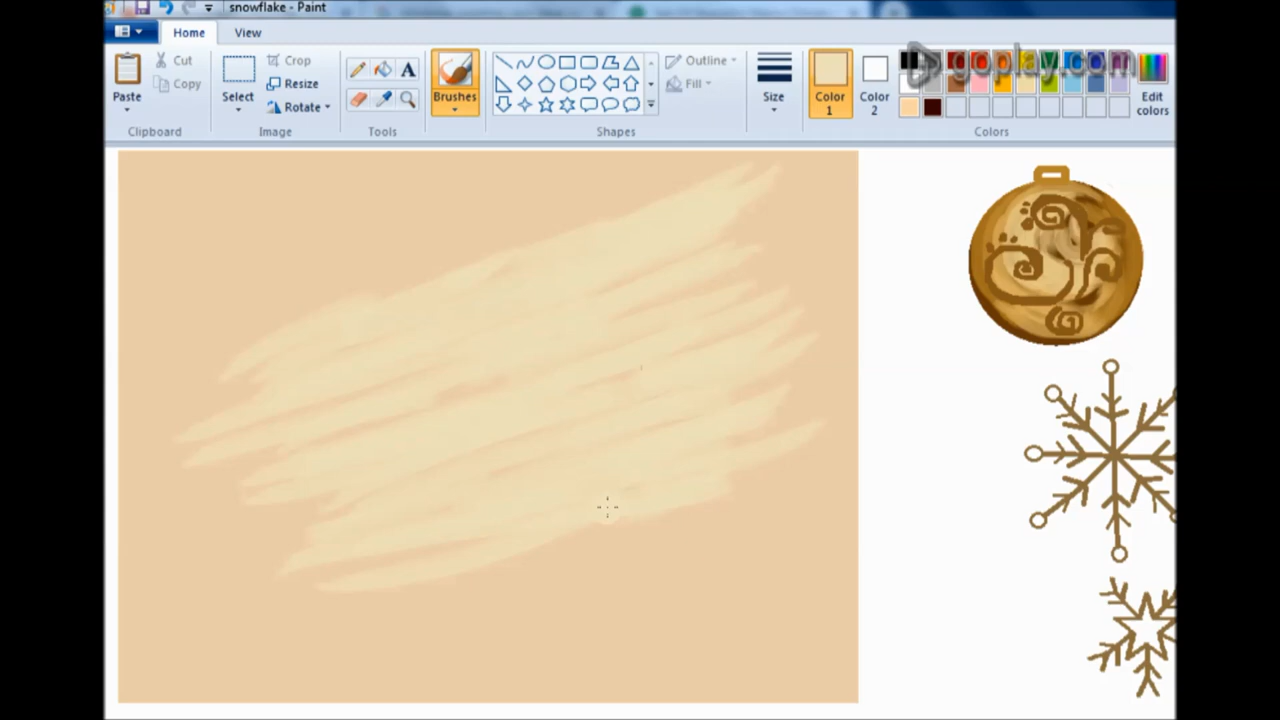 snowflake - Paint
Home View
Cut Crop Outline Edit colors
Copy Resize Fill
Paste Select Rotate Brushes Size Color 1 Color 2
Clipboard Image Tools Shapes Colors
goplay.com